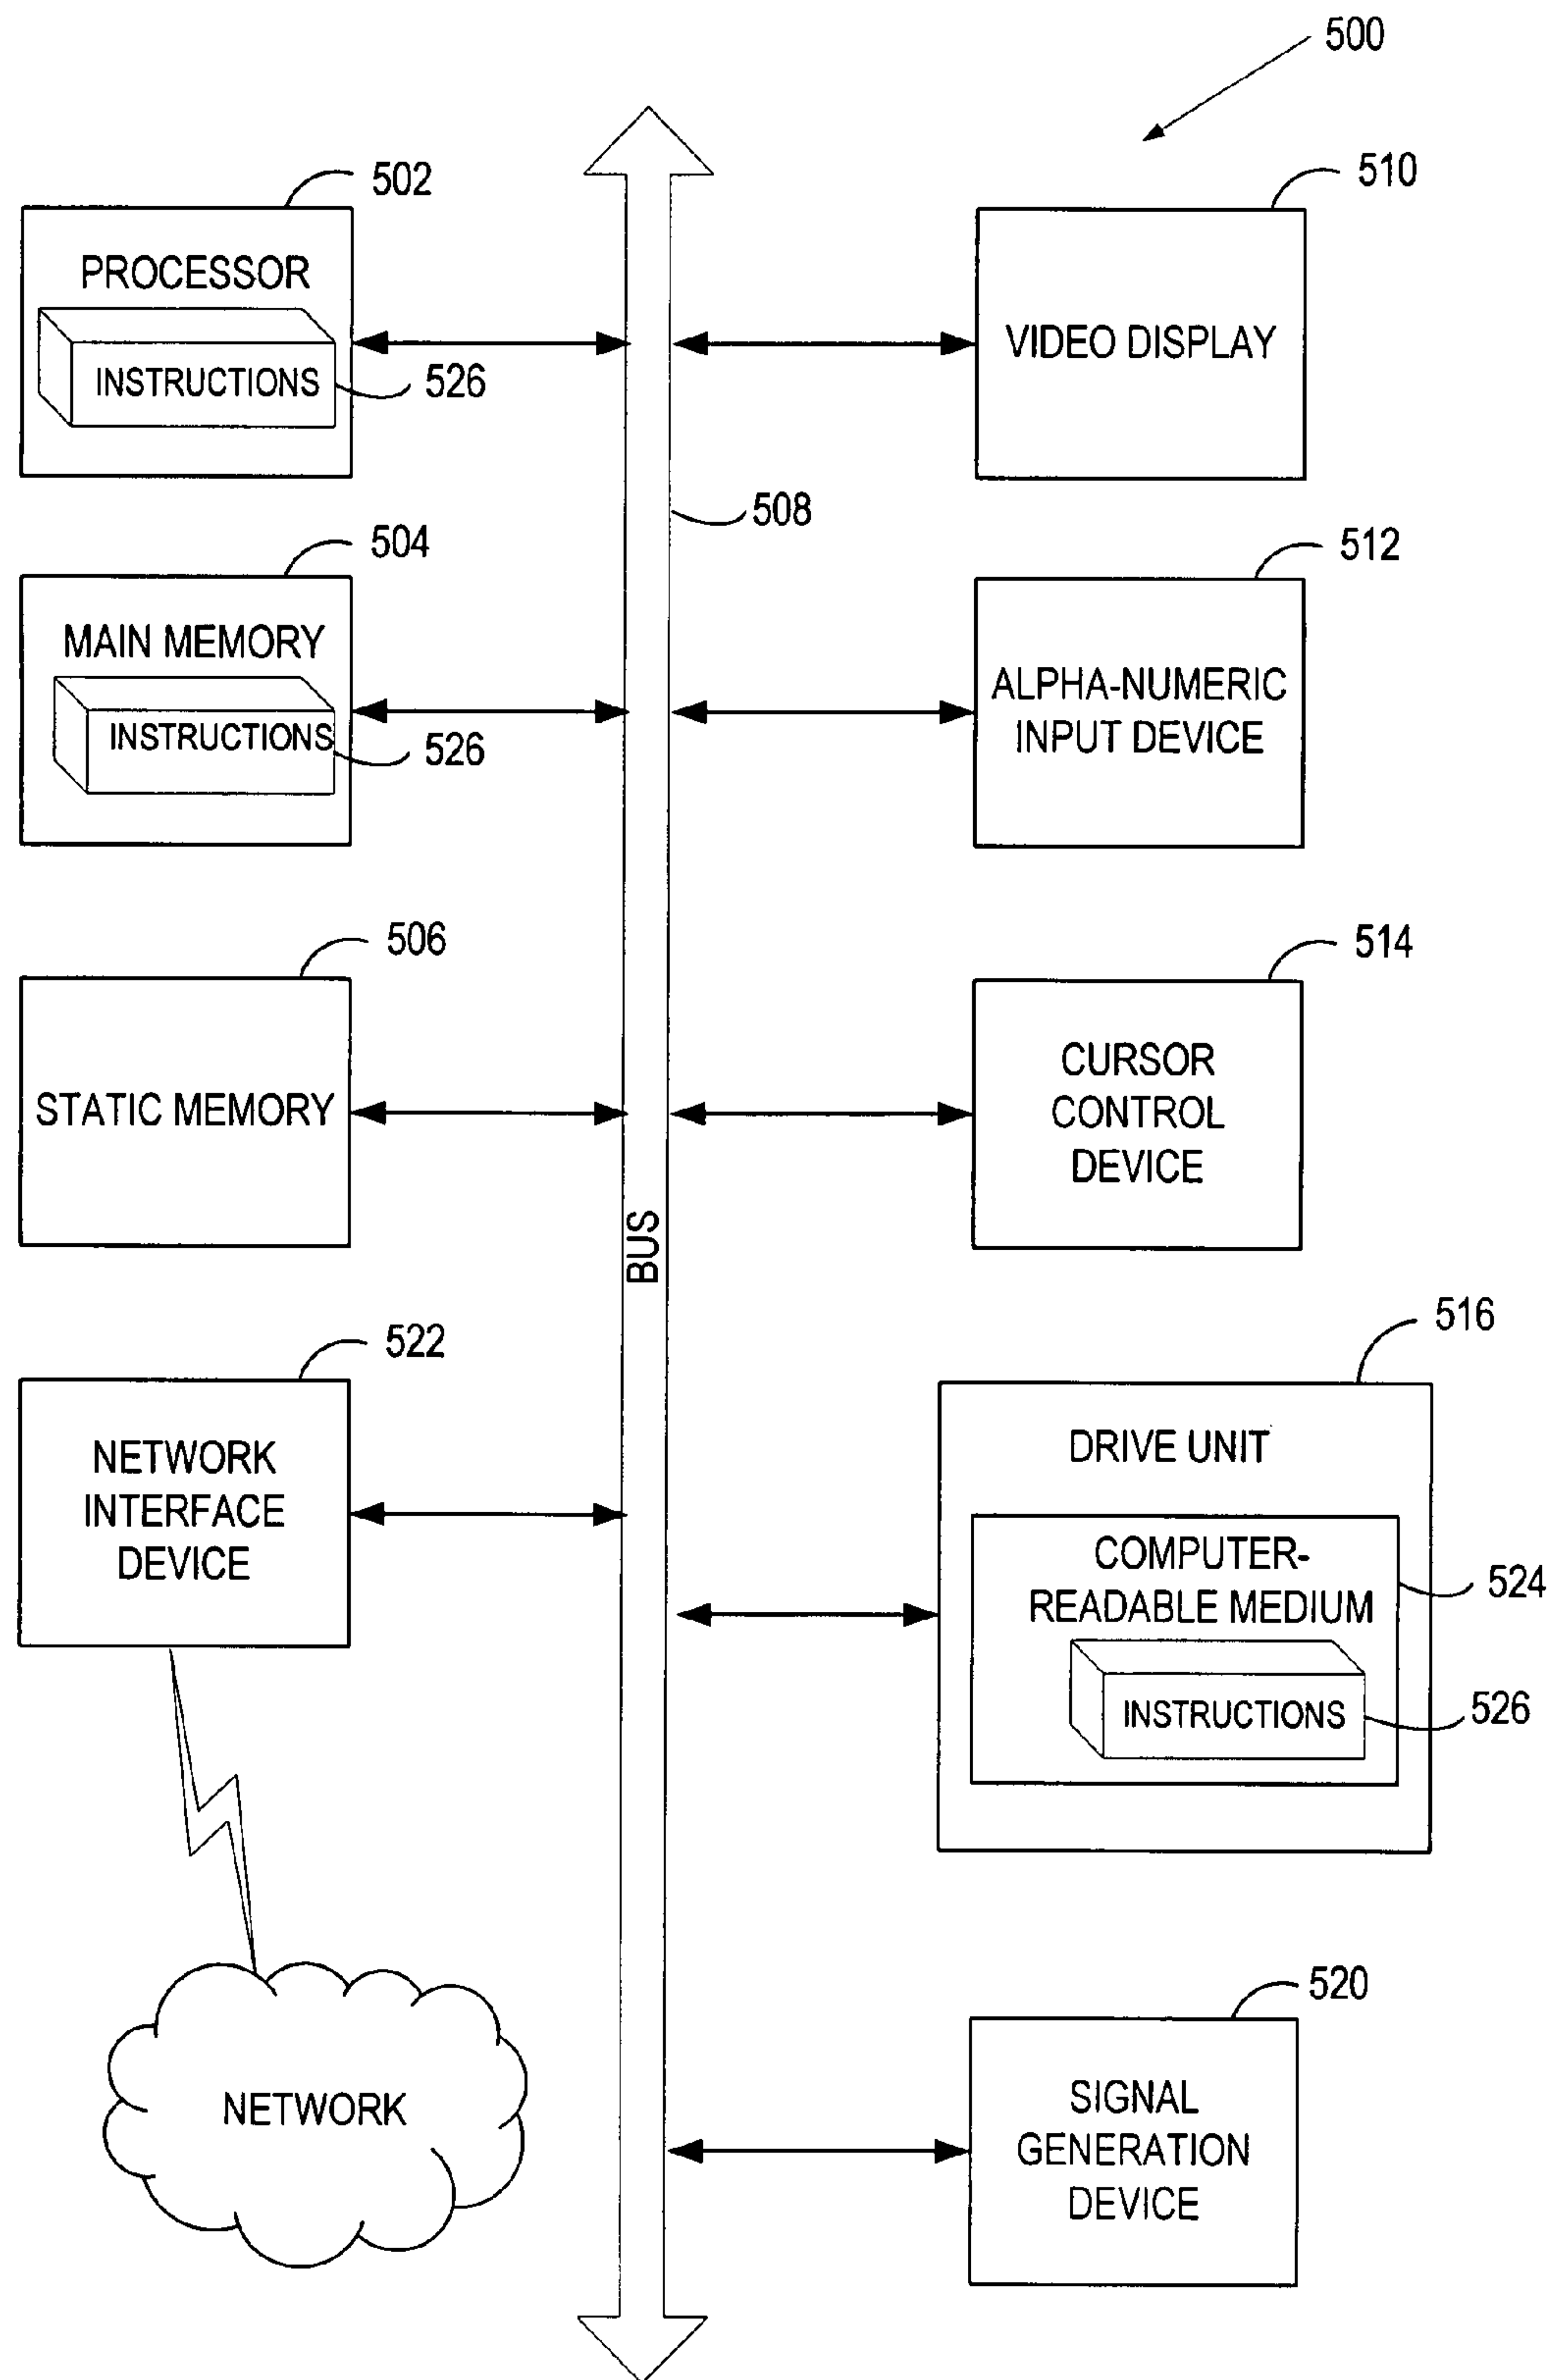 500
502
PROCESSOR
INSTRUCTIONS
526
510
VIDEO DISPLAY
508
504
MAIN MEMORY
INSTRUCTIONS
526
512
ALPHA-NUMERIC
INPUT DEVICE
506
STATIC MEMORY
514
CURSOR
CONTROL
DEVICE
BUS
522
NETWORK
INTERFACE
DEVICE
516
DRIVE UNIT
COMPUTER-
READABLE MEDIUM
524
INSTRUCTIONS
526
NETWORK
520
SIGNAL
GENERATION
DEVICE